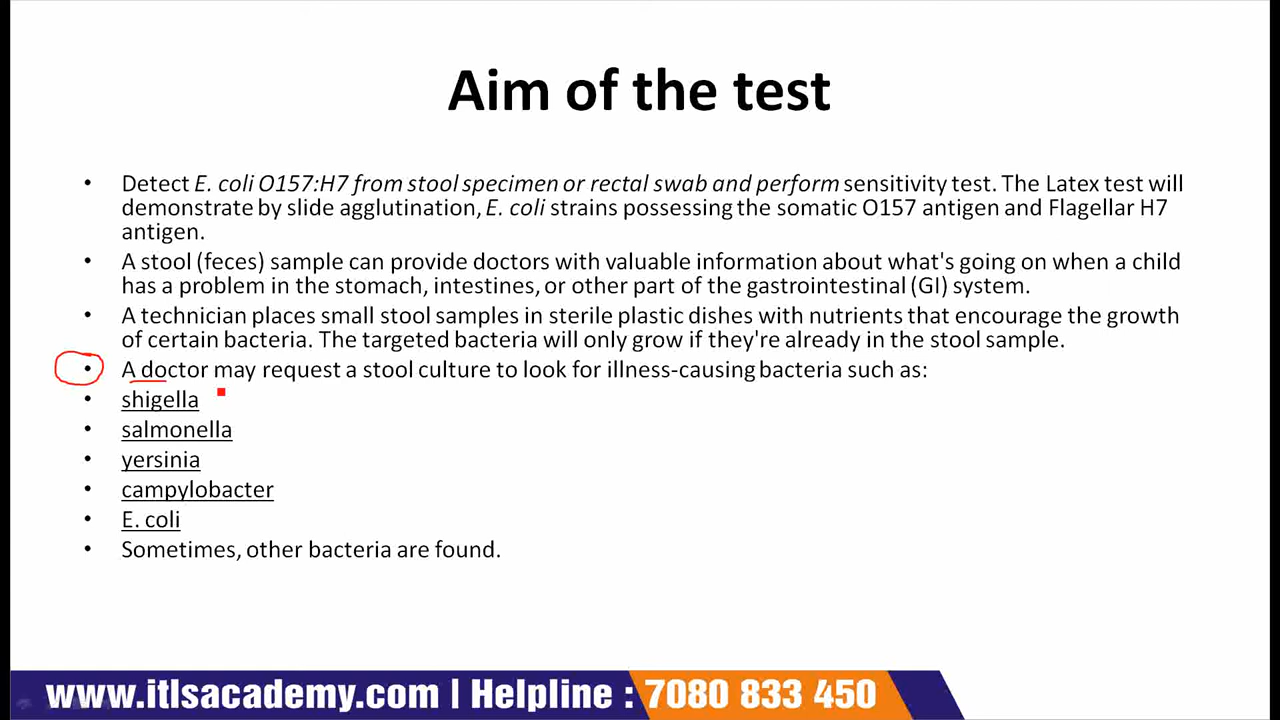 Aim of the test
• Detect E. coli O157:H7 from stool specimen or rectal swab and perform sensitivity test. The Latex test will
demonstrate by slide agglutination, E. coli strains possessing the somatic O157 antigen and Flagellar H7
antigen.
• A stool (feces) sample can provide doctors with valuable information about what's going on when a child
has a problem in the stomach, intestines, or other part of the gastrointestinal (GI) system.
• A technician places small stool samples in sterile plastic dishes with nutrients that encourage the growth
of certain bacteria. The targeted bacteria will only grow if they're already in the stool sample.
• A doctor may request a stool culture to look for illness-causing bacteria such as:
• shigella
• salmonella
• yersinia
• campylobacter
• E. coli
• Sometimes, other bacteria are found.
www.itlsacademy.com | Helpline : 7080 833 450